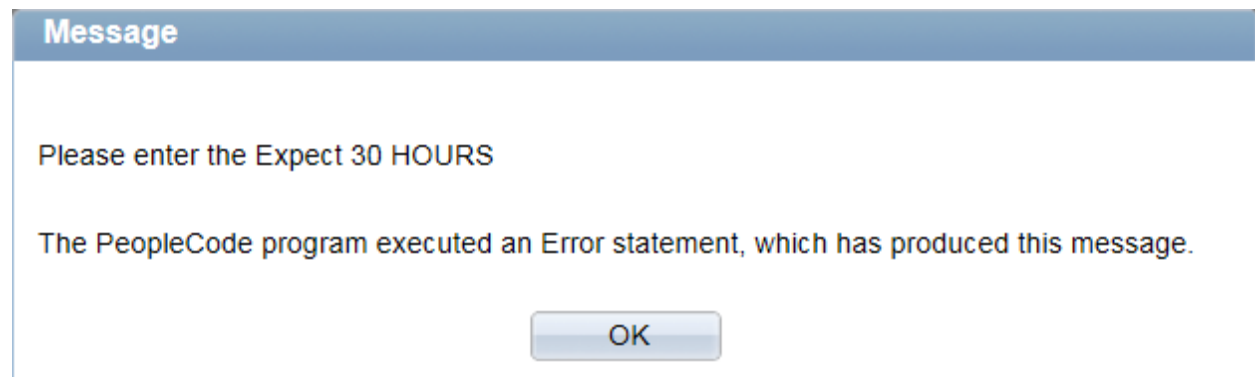 Message
Please enter the Expect 30 HOURS
The PeopleCode program executed an Error statement, which has produced this message.
OK